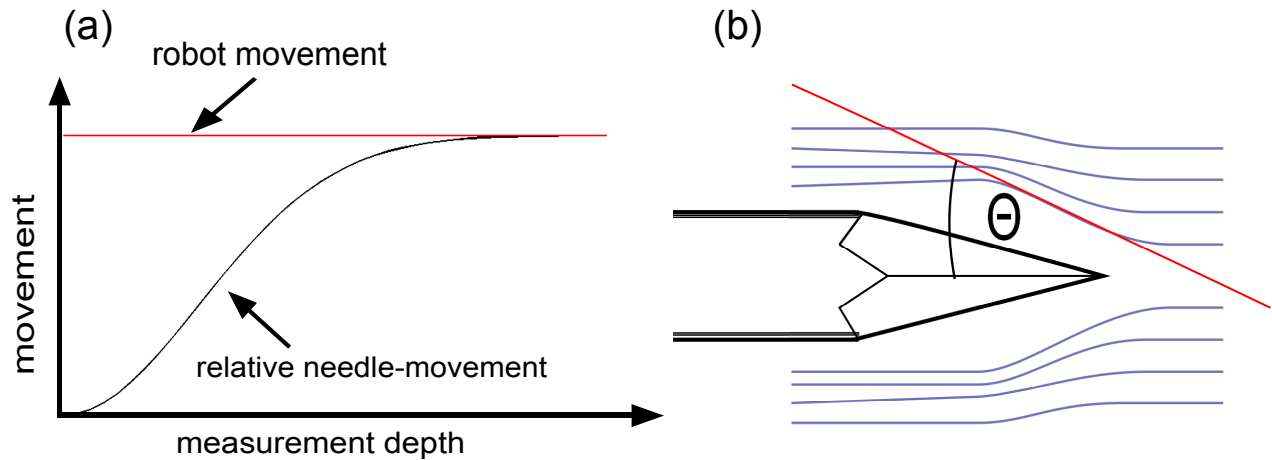 (a)
robot movement
movement
relative needle-movement
measurement depth
(b)
Θ